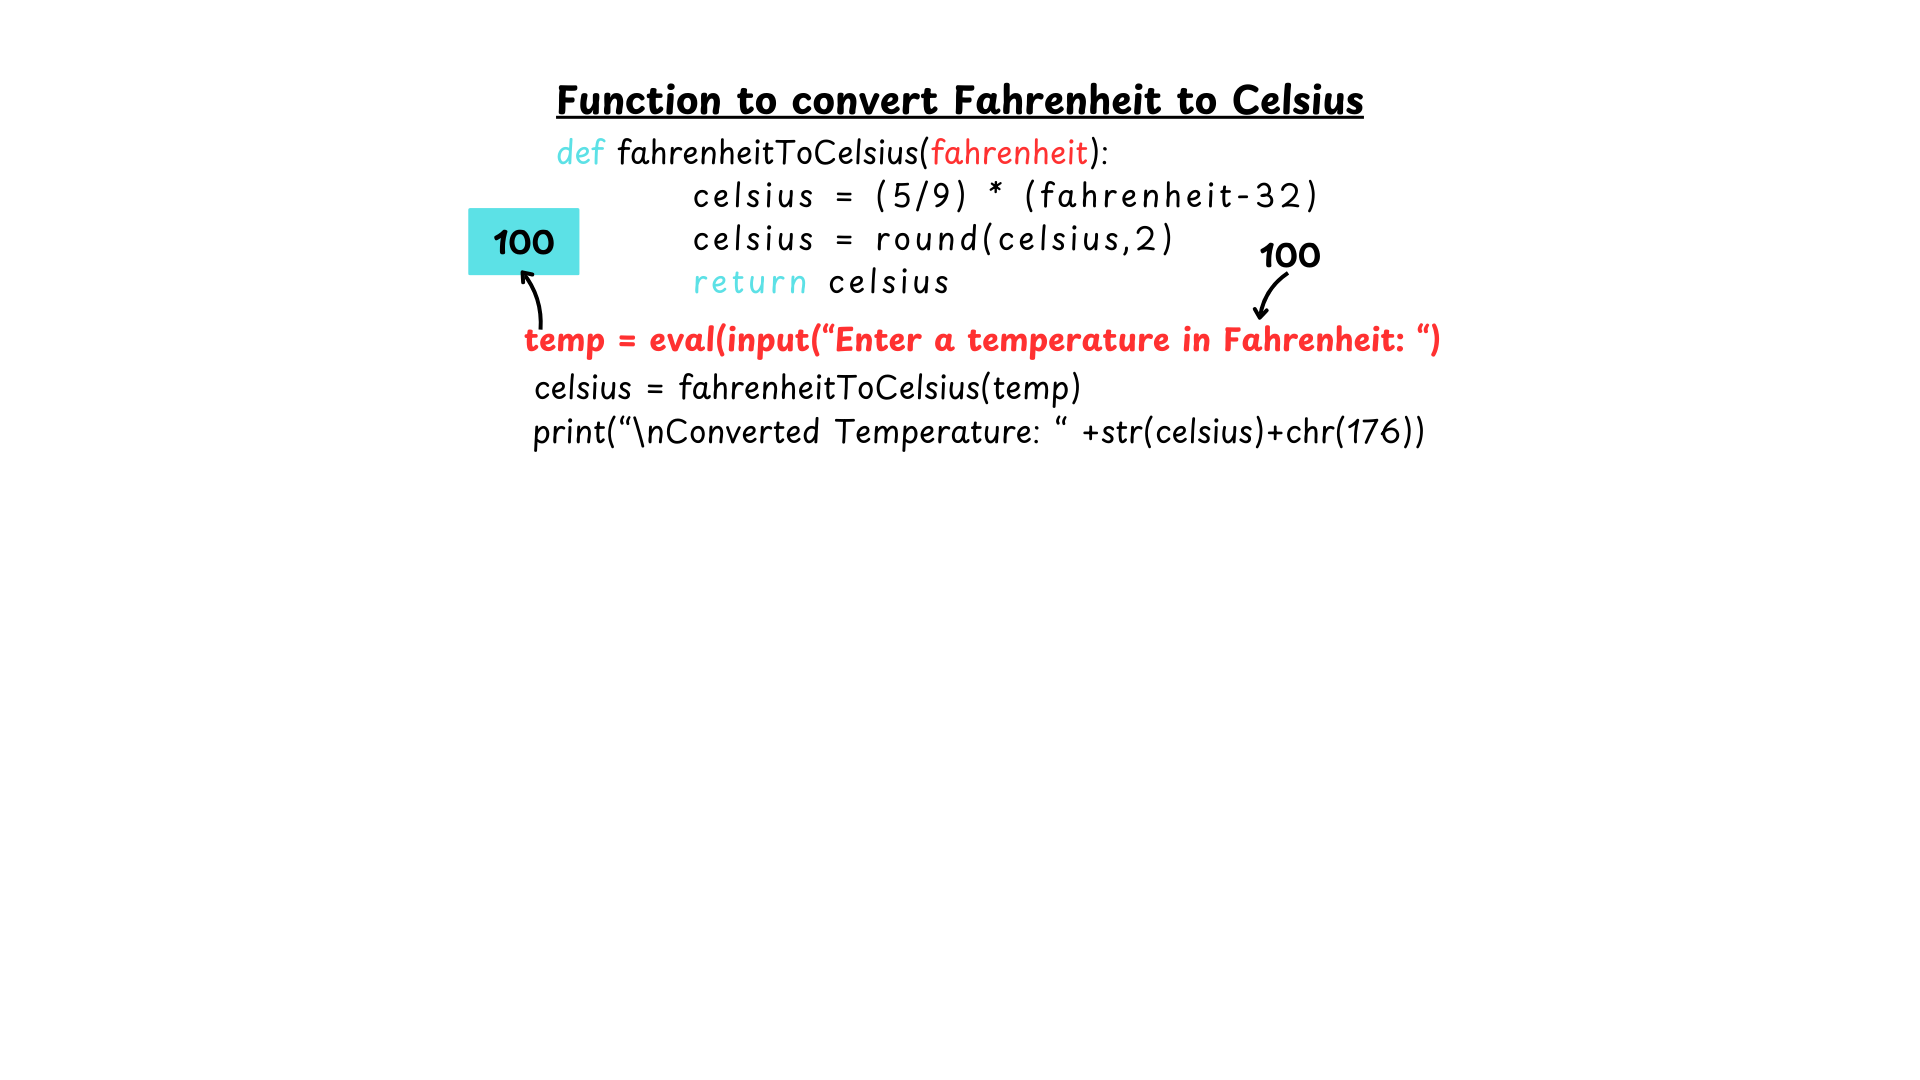 Function to convert Fahrenheit to Celsius
def fahrenheitToCelsius(fahrenheit):
celsius = (5/9) * (fahrenheit-32)
100
celsius = round(celsius,2)
100
return celsius
temp = eval(input(“Enter a temperature in Fahrenheit: “)
celsius = fahrenheitToCelsius(temp)
print(“\nConverted Temperature: “ +str(celsius)+chr(176))